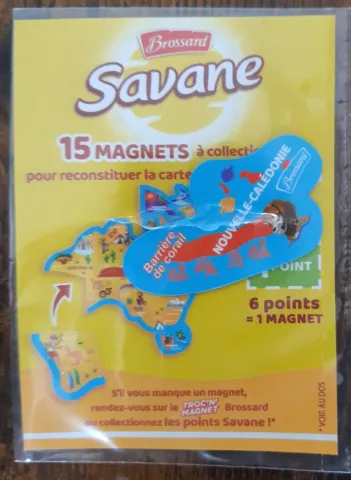 Brossard
Savane
15 MAGNETS à collectio
pour reconstituer la carte
NOUVELLE-CALÉDONIE
Brossard
Barrière
de corail
POINT
6 points
= 1 MAGNET
S'il vous manque un magnet,
rendez-vous sur le TROC'N' MAGNET Brossard
ou collectionnez les points Savane !*
* VOIR AU DOS